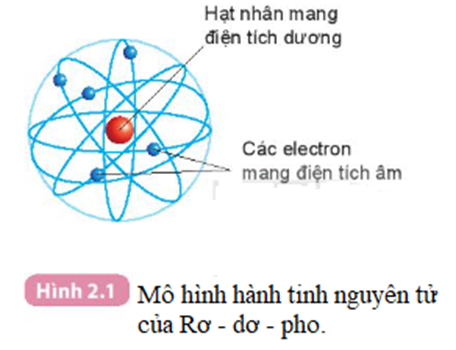 Hạt nhân mang
điện tích dương
Các electron
mang điện tích âm
Hình 2.1 Mô hình hành tinh nguyên tử
của Rơ - dơ - pho.